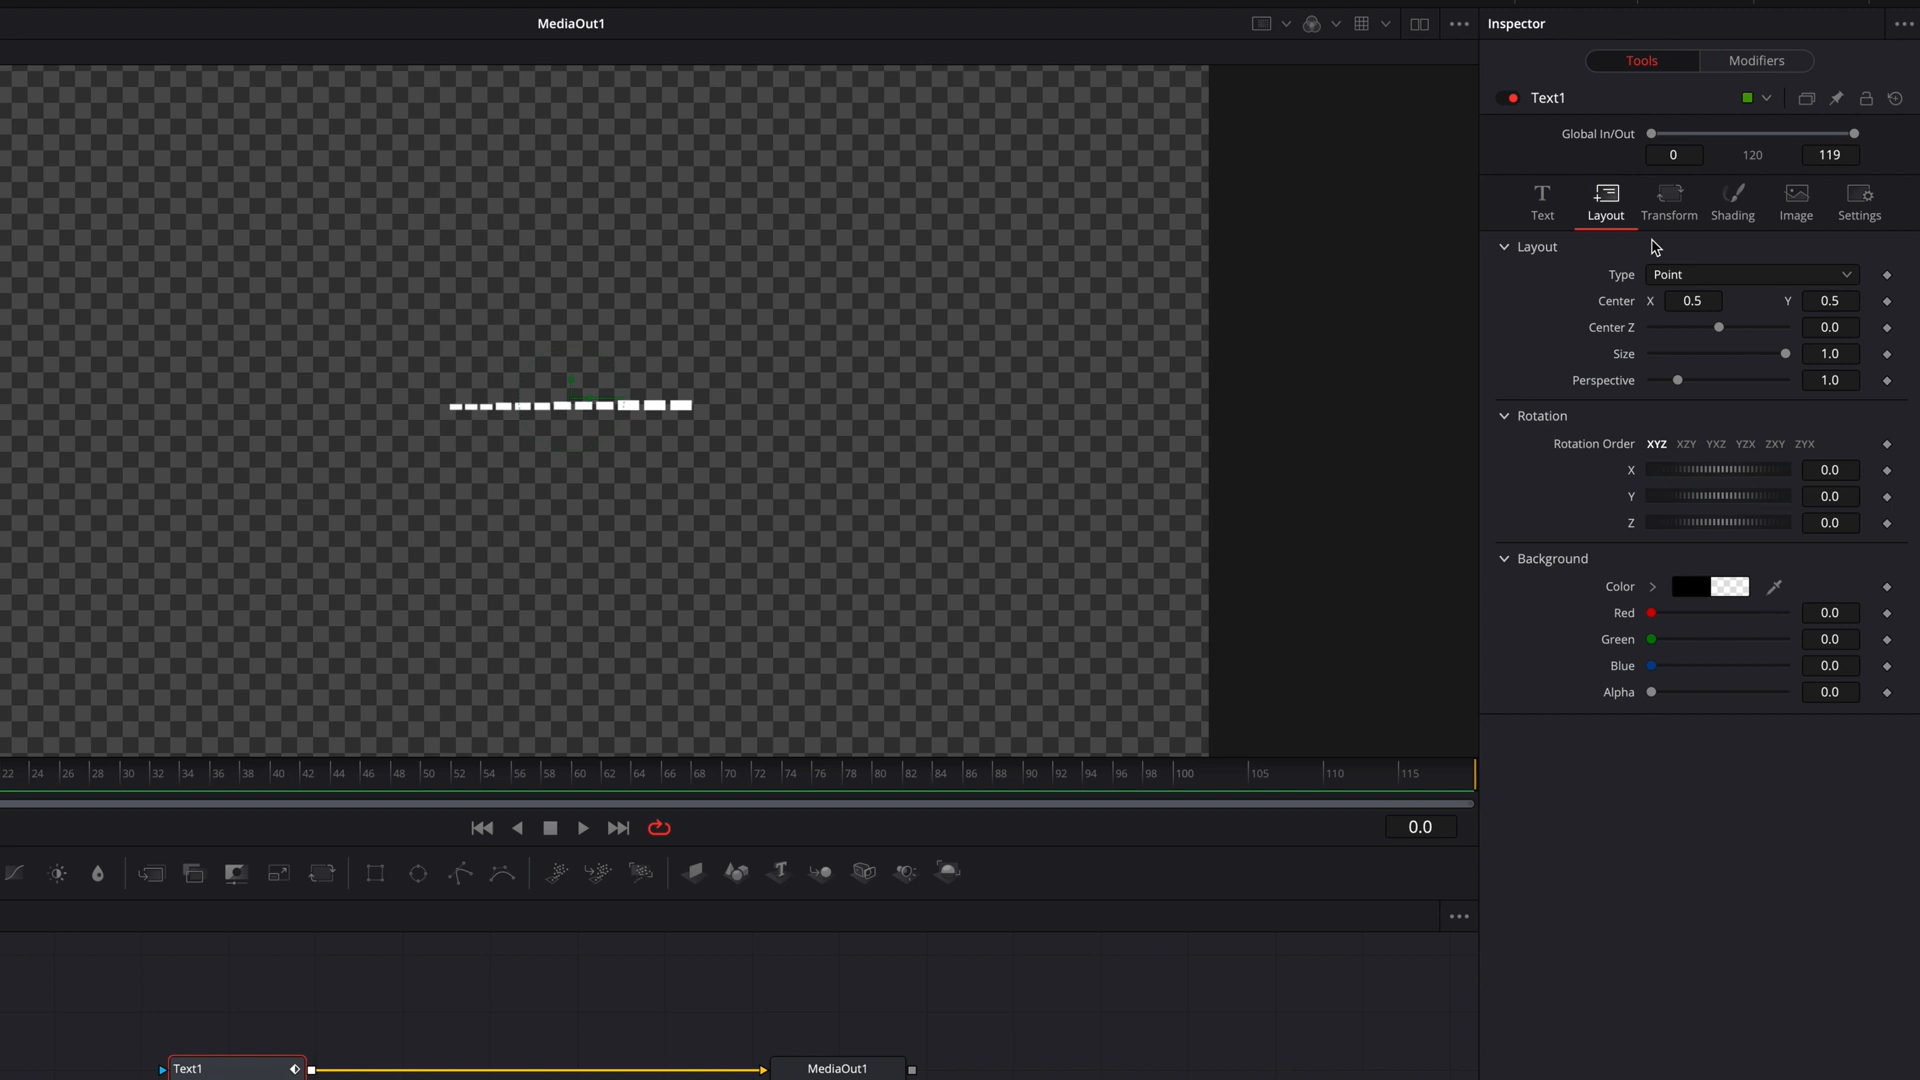 MediaOut1
Inspector
Tools Modifiers
Text1
Global In/Out
0 120 119
Text Layout Transform Shading Image Settings
Layout
Type Point
Center X 0.5 Y 0.5
Center Z 0.0
Size 1.0
Perspective 1.0
Rotation
Rotation Order XYZ XZY YXZ YZX ZXY ZYX
X 0.0
Y 0.0
Z 0.0
Background
Color
Red 0.0
Green 0.0
Blue 0.0
Alpha 0.0
22 24 26 28 30 32 34 36 38 40 42 44 46 48 50 52 54 56 58 60 62 64 66 68 70 72 74 76 78 80 82 84 86 88 90 92 94 96 98 100 105 110 115
0.0
Text1 MediaOut1